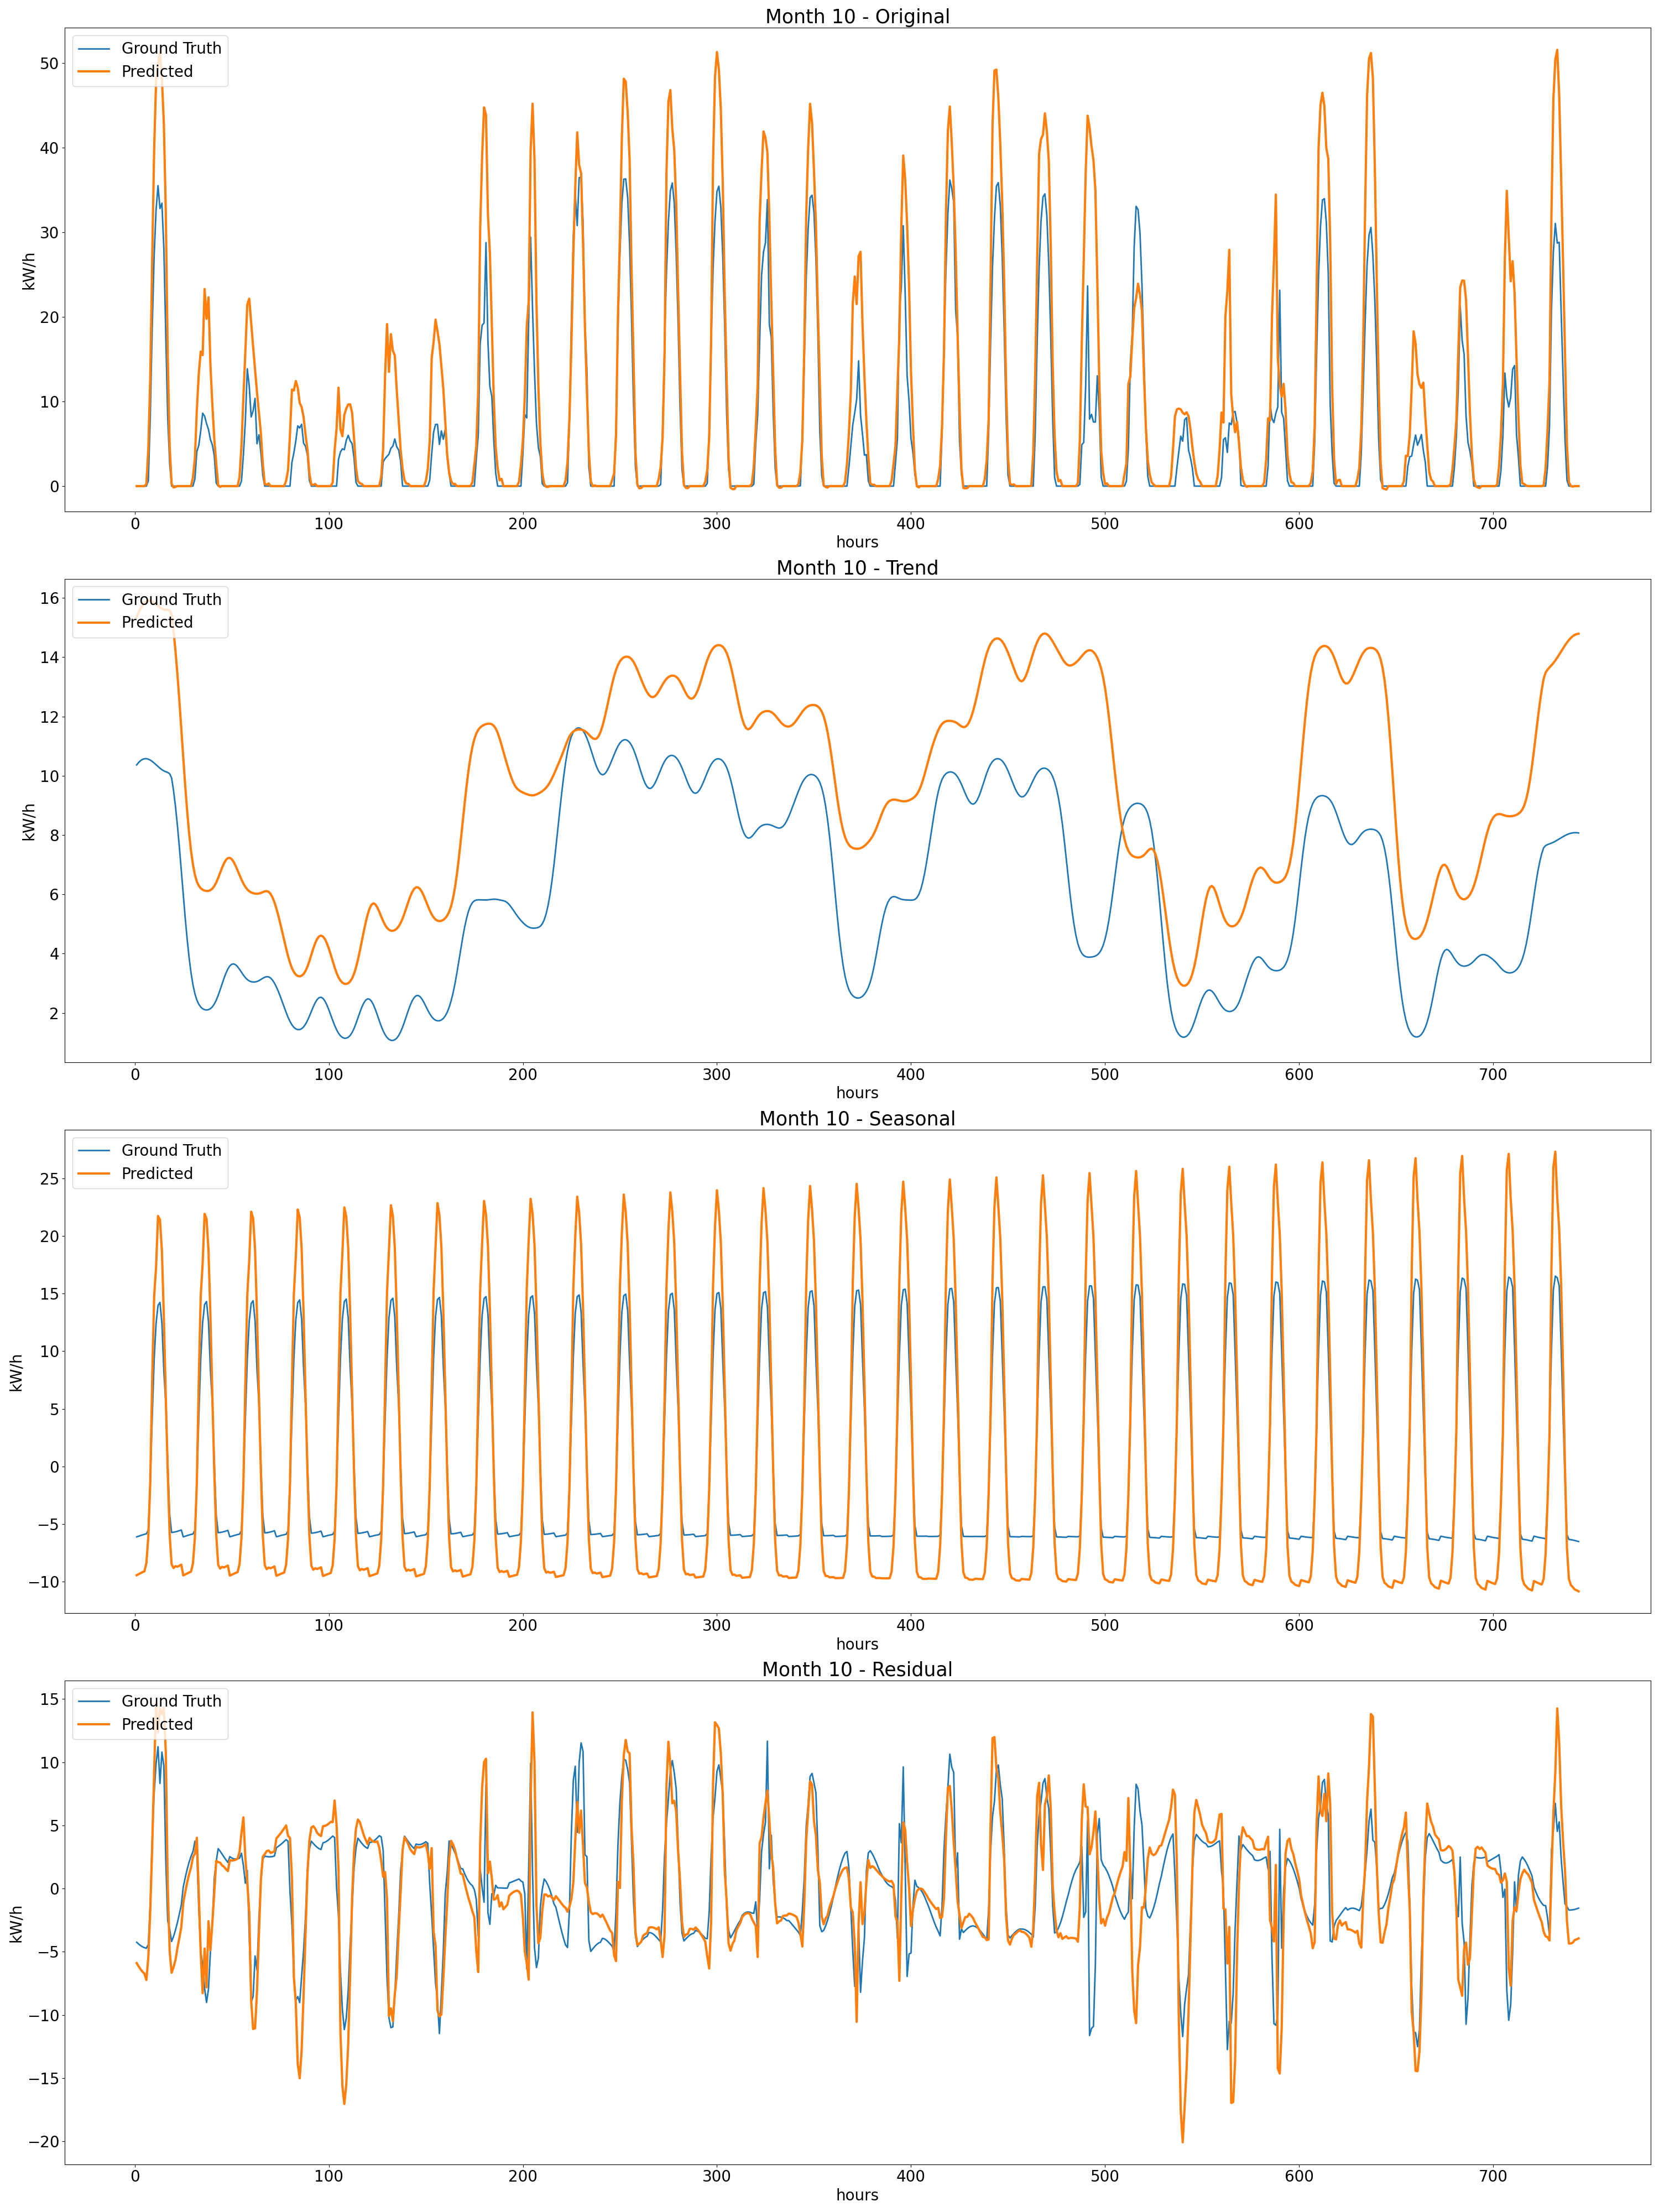 Month 10 - Original
Ground Truth
Predicted
50
40
30
20
10
0
kW/h
0 100 200 300 400 500 600 700
hours
Month 10 - Trend
Ground Truth
Predicted
16
14
12
10
8
6
4
2
kW/h
0 100 200 300 400 500 600 700
hours
Month 10 - Seasonal
Ground Truth
Predicted
25
20
15
10
5
0
−5
−10
kW/h
0 100 200 300 400 500 600 700
hours
Month 10 - Residual
Ground Truth
Predicted
15
10
5
0
−5
−10
−15
−20
kW/h
0 100 200 300 400 500 600 700
hours